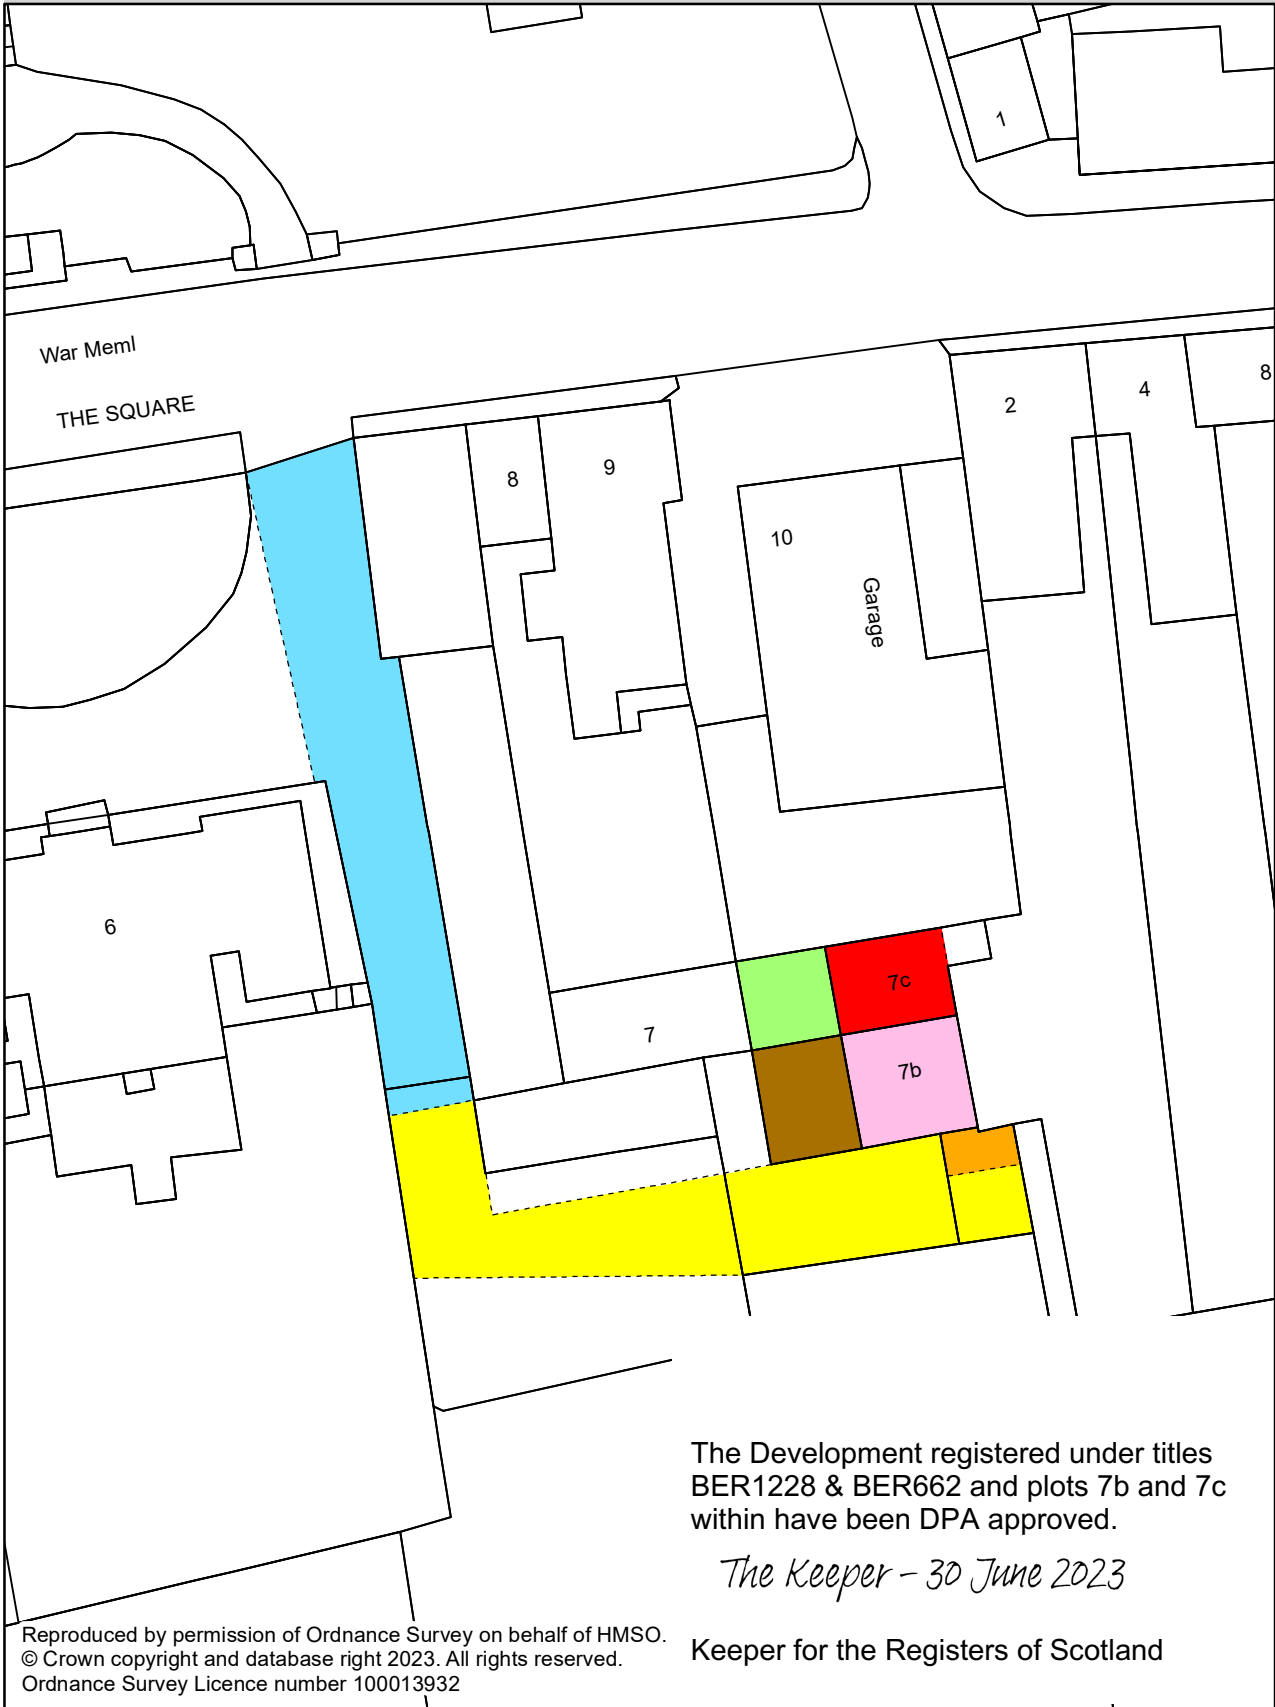 1
War Meml
THE SQUARE
2
4
8
8
9
10
Garage
6
7c
7
7b
The Development registered under titles
BER1228 & BER662 and plots 7b and 7c
within have been DPA approved.
The Keeper – 30 June 2023
Keeper for the Registers of Scotland
Reproduced by permission of Ordnance Survey on behalf of HMSO.
© Crown copyright and database right 2023. All rights reserved.
Ordnance Survey Licence number 100013932